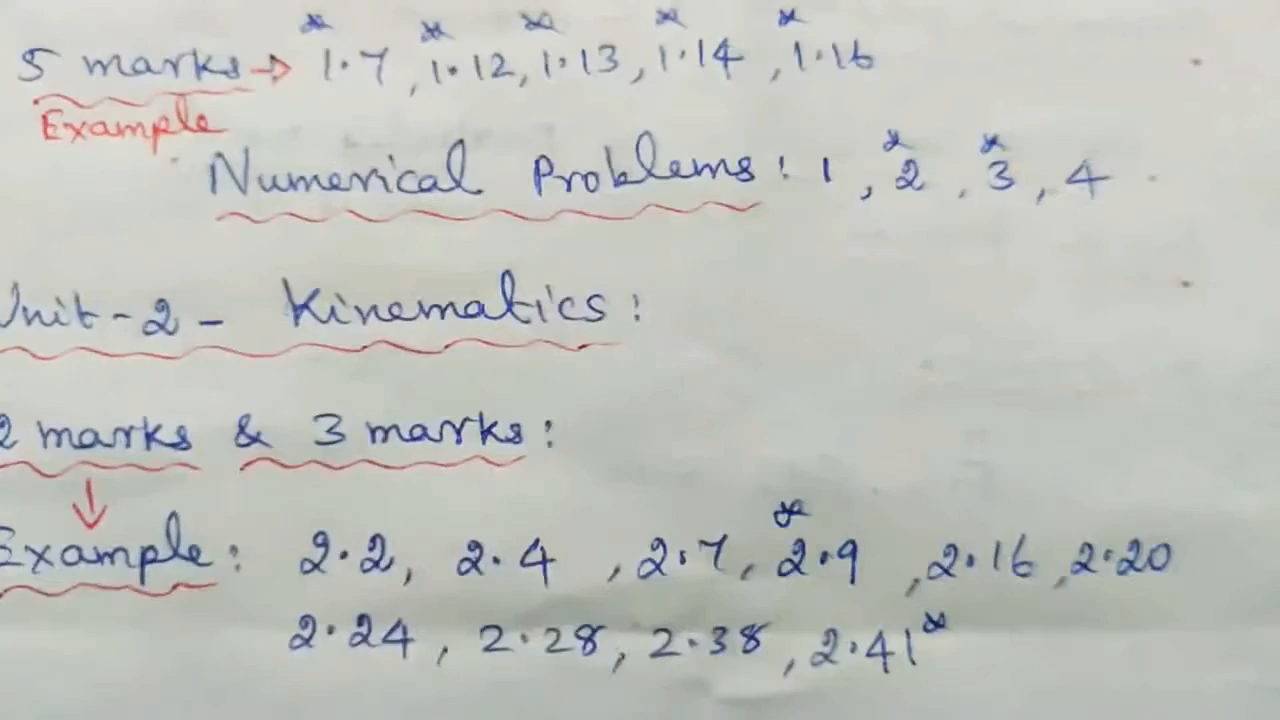 * * * * *
5 marks → 1.7, 1.12, 1.13, 1.14, 1.16
Example
* *
Numerical Problems: 1, 2, 3, 4
Unit-2- Kinematics:
2 marks & 3 marks:
↓
*
Example: 2.2, 2.4, 2.7, 2.9, 2.16, 2.20
2.24, 2.28, 2.38, 2.41*